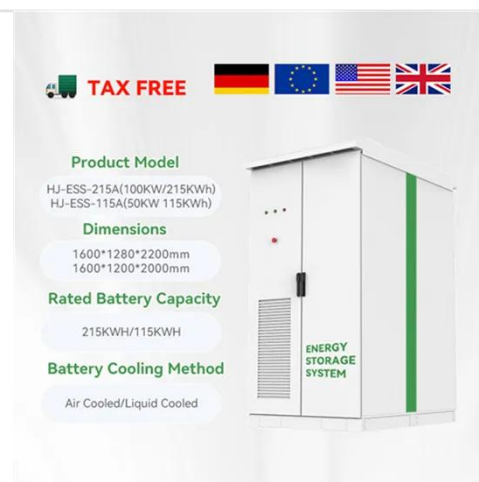 TAX FREE
Product Model
HJ-ESS-215A(100KW/215KWh)
HJ-ESS-115A(50KW 115KWh)
Dimensions
1600*1280*2200mm
1600*1200*2000mm
Rated Battery Capacity
215KWH/115KWH
Battery Cooling Method
Air Cooled/Liquid Cooled
ENERGY
STORAGE
SYSTEM